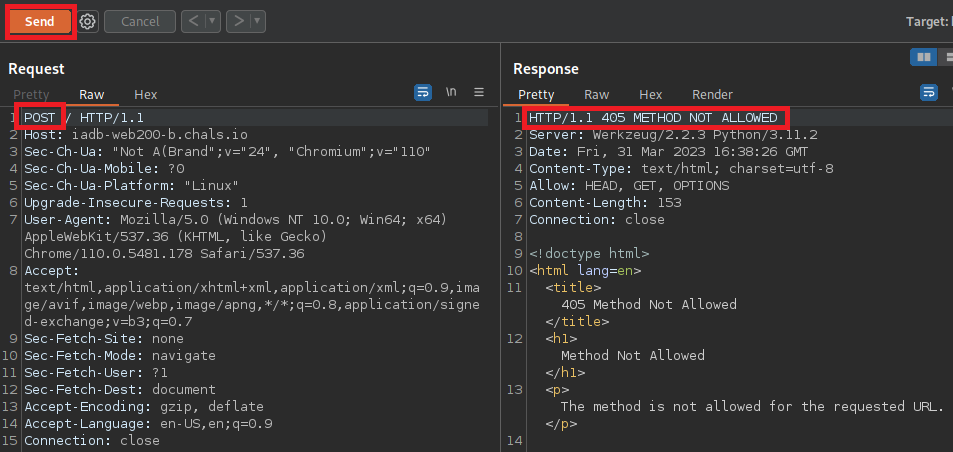 Send Cancel < > Target:
Request
Pretty Raw Hex \n
1 POST / HTTP/1.1
2 Host: iadb-web200-b.chals.io
3 Sec-Ch-Ua: "Not A(Brand";v="24", "Chromium";v="110"
4 Sec-Ch-Ua-Mobile: ?0
5 Sec-Ch-Ua-Platform: "Linux"
6 Upgrade-Insecure-Requests: 1
7 User-Agent: Mozilla/5.0 (Windows NT 10.0; Win64; x64)
AppleWebKit/537.36 (KHTML, like Gecko)
Chrome/110.0.5481.178 Safari/537.36
8 Accept:
text/html,application/xhtml+xml,application/xml;q=0.9,ima
ge/avif,image/webp,image/apng,*/*;q=0.8,application/signe
d-exchange;v=b3;q=0.7
9 Sec-Fetch-Site: none
10 Sec-Fetch-Mode: navigate
11 Sec-Fetch-User: ?1
12 Sec-Fetch-Dest: document
13 Accept-Encoding: gzip, deflate
14 Accept-Language: en-US,en;q=0.9
15 Connection: close
Response
Pretty Raw Hex Render
1 HTTP/1.1 405 METHOD NOT ALLOWED
2 Server: Werkzeug/2.2.3 Python/3.11.2
3 Date: Fri, 31 Mar 2023 16:38:26 GMT
4 Content-Type: text/html; charset=utf-8
5 Allow: HEAD, GET, OPTIONS
6 Content-Length: 153
7 Connection: close
8
9 <!doctype html>
10 <html lang=en>
11 <title>
405 Method Not Allowed
</title>
12 <h1>
Method Not Allowed
</h1>
13 <p>
The method is not allowed for the requested URL.
</p>
14